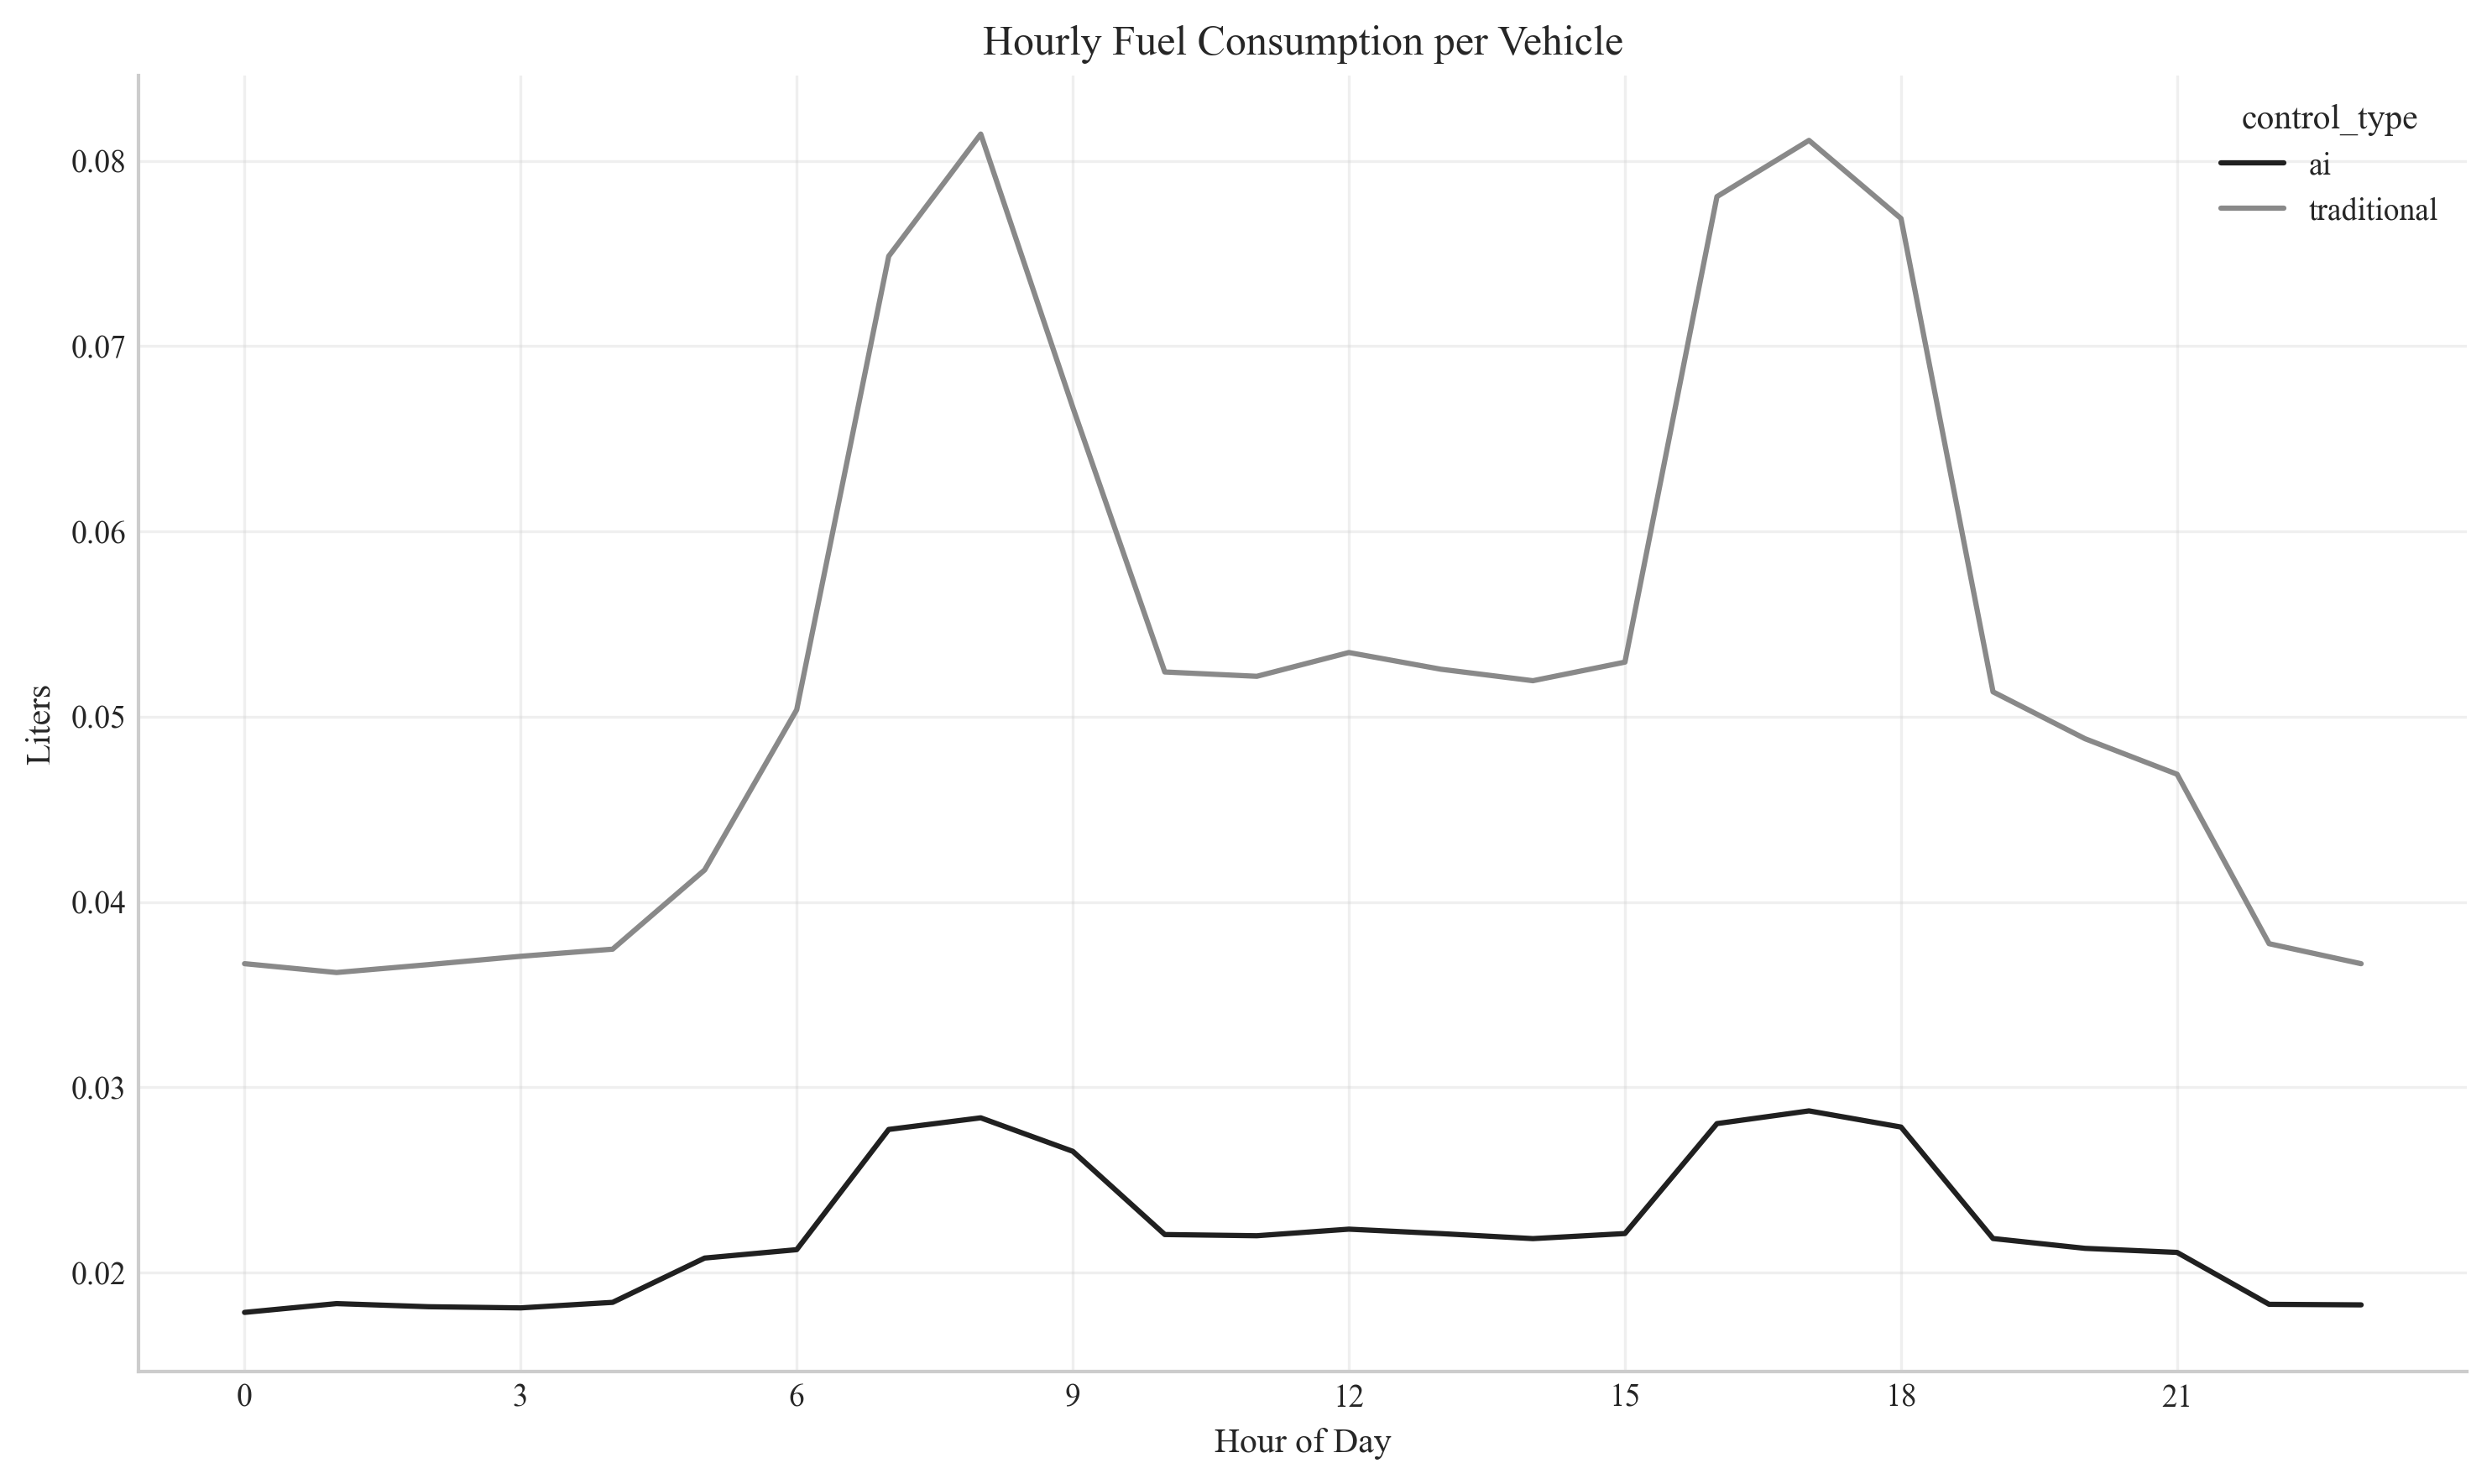 Hourly Fuel Consumption per Vehicle
control_type
ai
traditional
0.08
0.07
0.06
0.05
0.04
0.03
0.02
Liters
0 3 6 9 12 15 18 21
Hour of Day